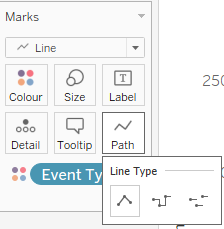 Marks
Line
Colour
Size
Label
T
Detail
Tooltip
Path
Line Type
Event Ty
250